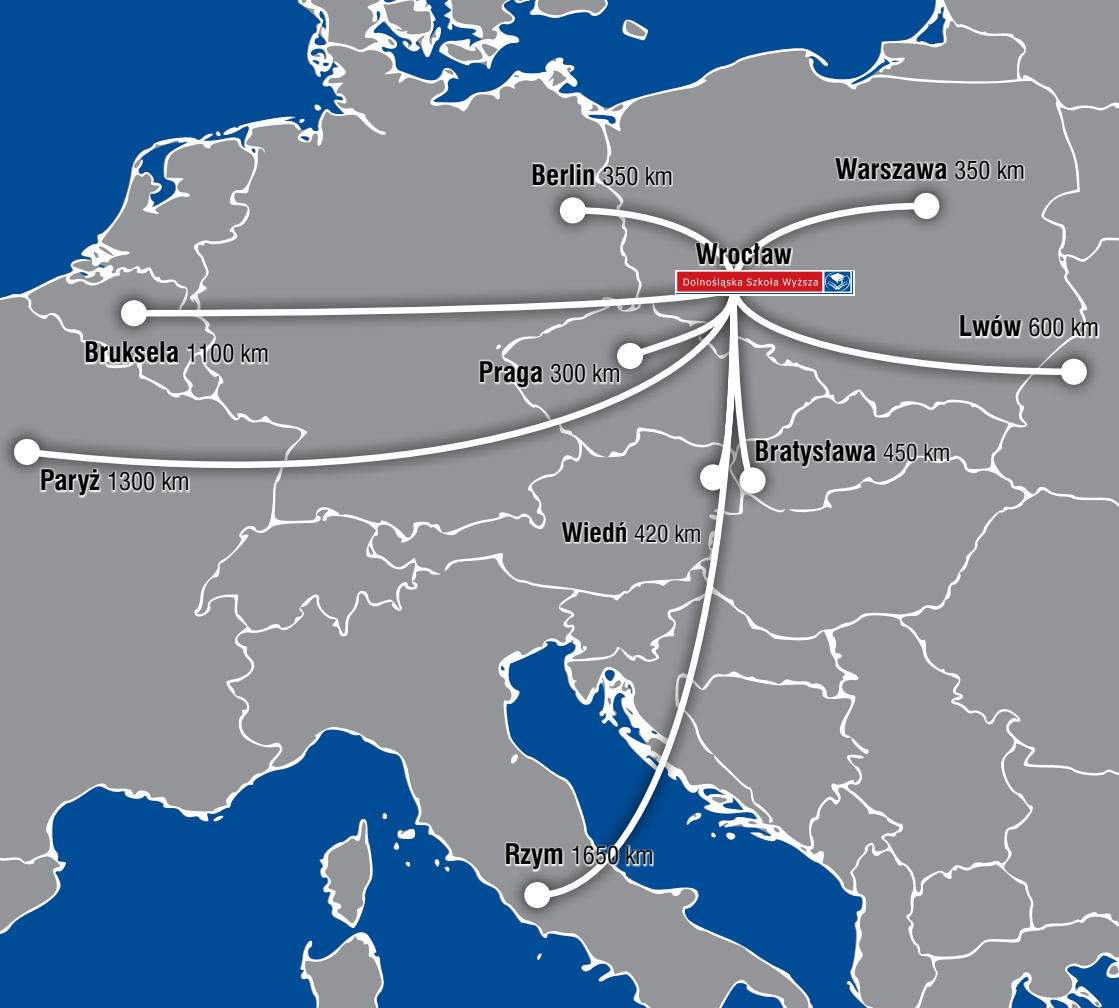 Berlin 350 km
Warszawa 350 km
Wrocław
Dolnośląska Szkoła Wyższa
Lwów 600 km
Bruksela 1100 km
Praga 300 km
Bratysława 450 km
Paryż 1300 km
Wiedń 420 km
Rzym 1650 km